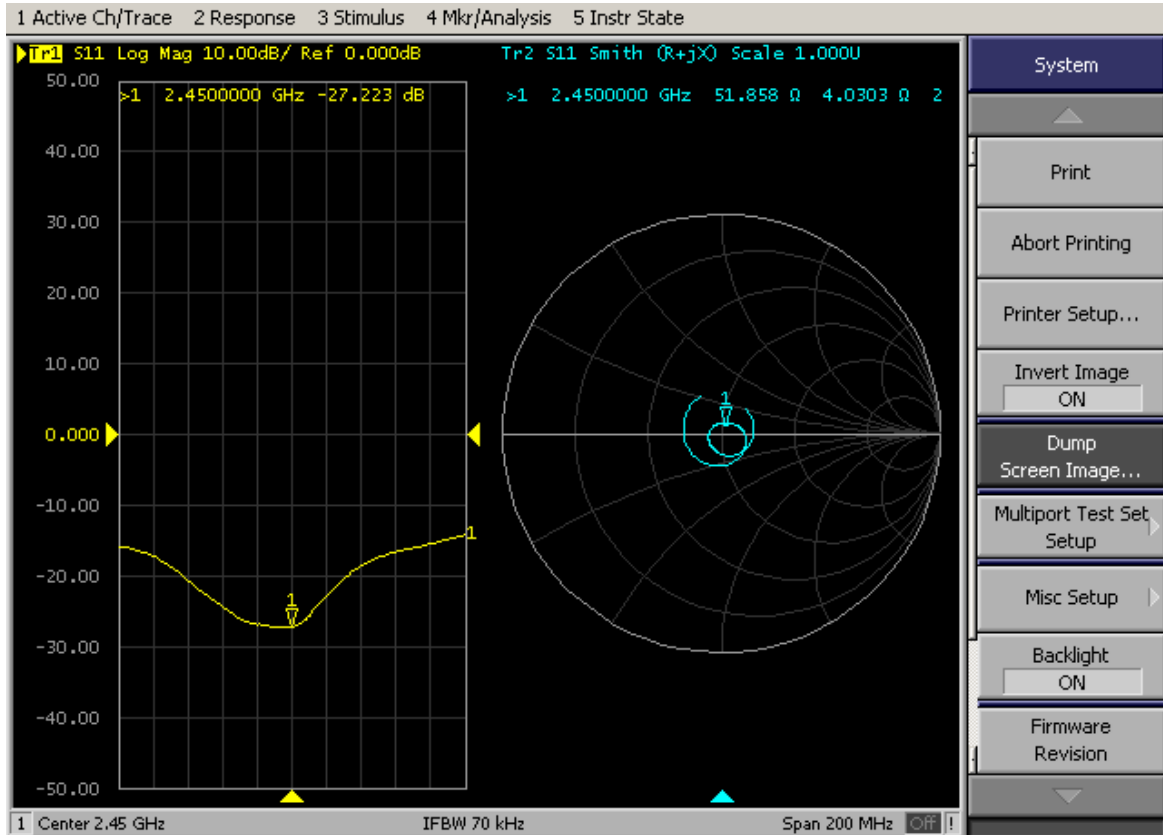 1 Active Ch/Trace 2 Response 3 Stimulus 4 Mkr/Analysis 5 Instr State
Tr1 S11 Log Mag 10.00dB/ Ref 0.000dB
Tr2 S11 Smith (R+jX) Scale 1.000U
50.00
>1 2.4500000 GHz -27.223 dB
>1 2.4500000 GHz 51.858 Ω 4.0303 Ω 2
40.00
30.00
20.00
10.00
0.000
-10.00
-20.00
-30.00
-40.00
-50.00
1
1
1
System
Print
Abort Printing
Printer Setup...
Invert Image
ON
Dump
Screen Image...
Multiport Test Set
Setup
Misc Setup
Backlight
ON
Firmware
Revision
1 Center 2.45 GHz IFBW 70 kHz Span 200 MHz Off !